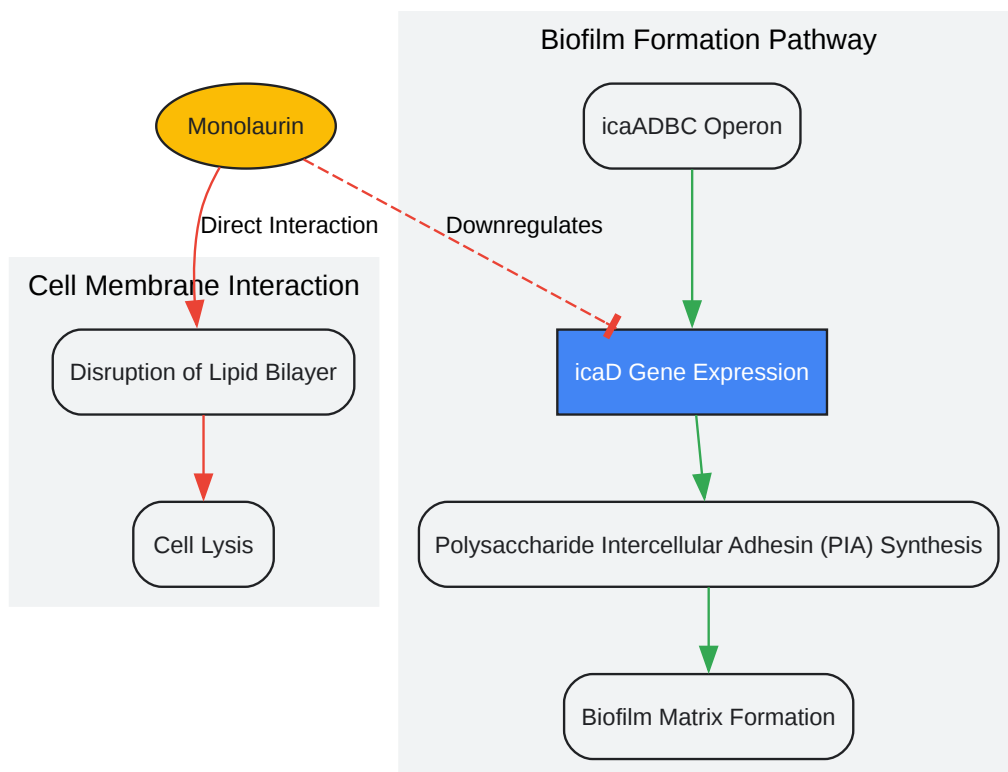 Biofilm Formation Pathway
Monolaurin
icaADBC Operon
Direct Interaction
Downregulates
Cell Membrane Interaction
Disruption of Lipid Bilayer
icaD Gene Expression
Cell Lysis
Polysaccharide Intercellular Adhesin (PIA) Synthesis
Biofilm Matrix Formation